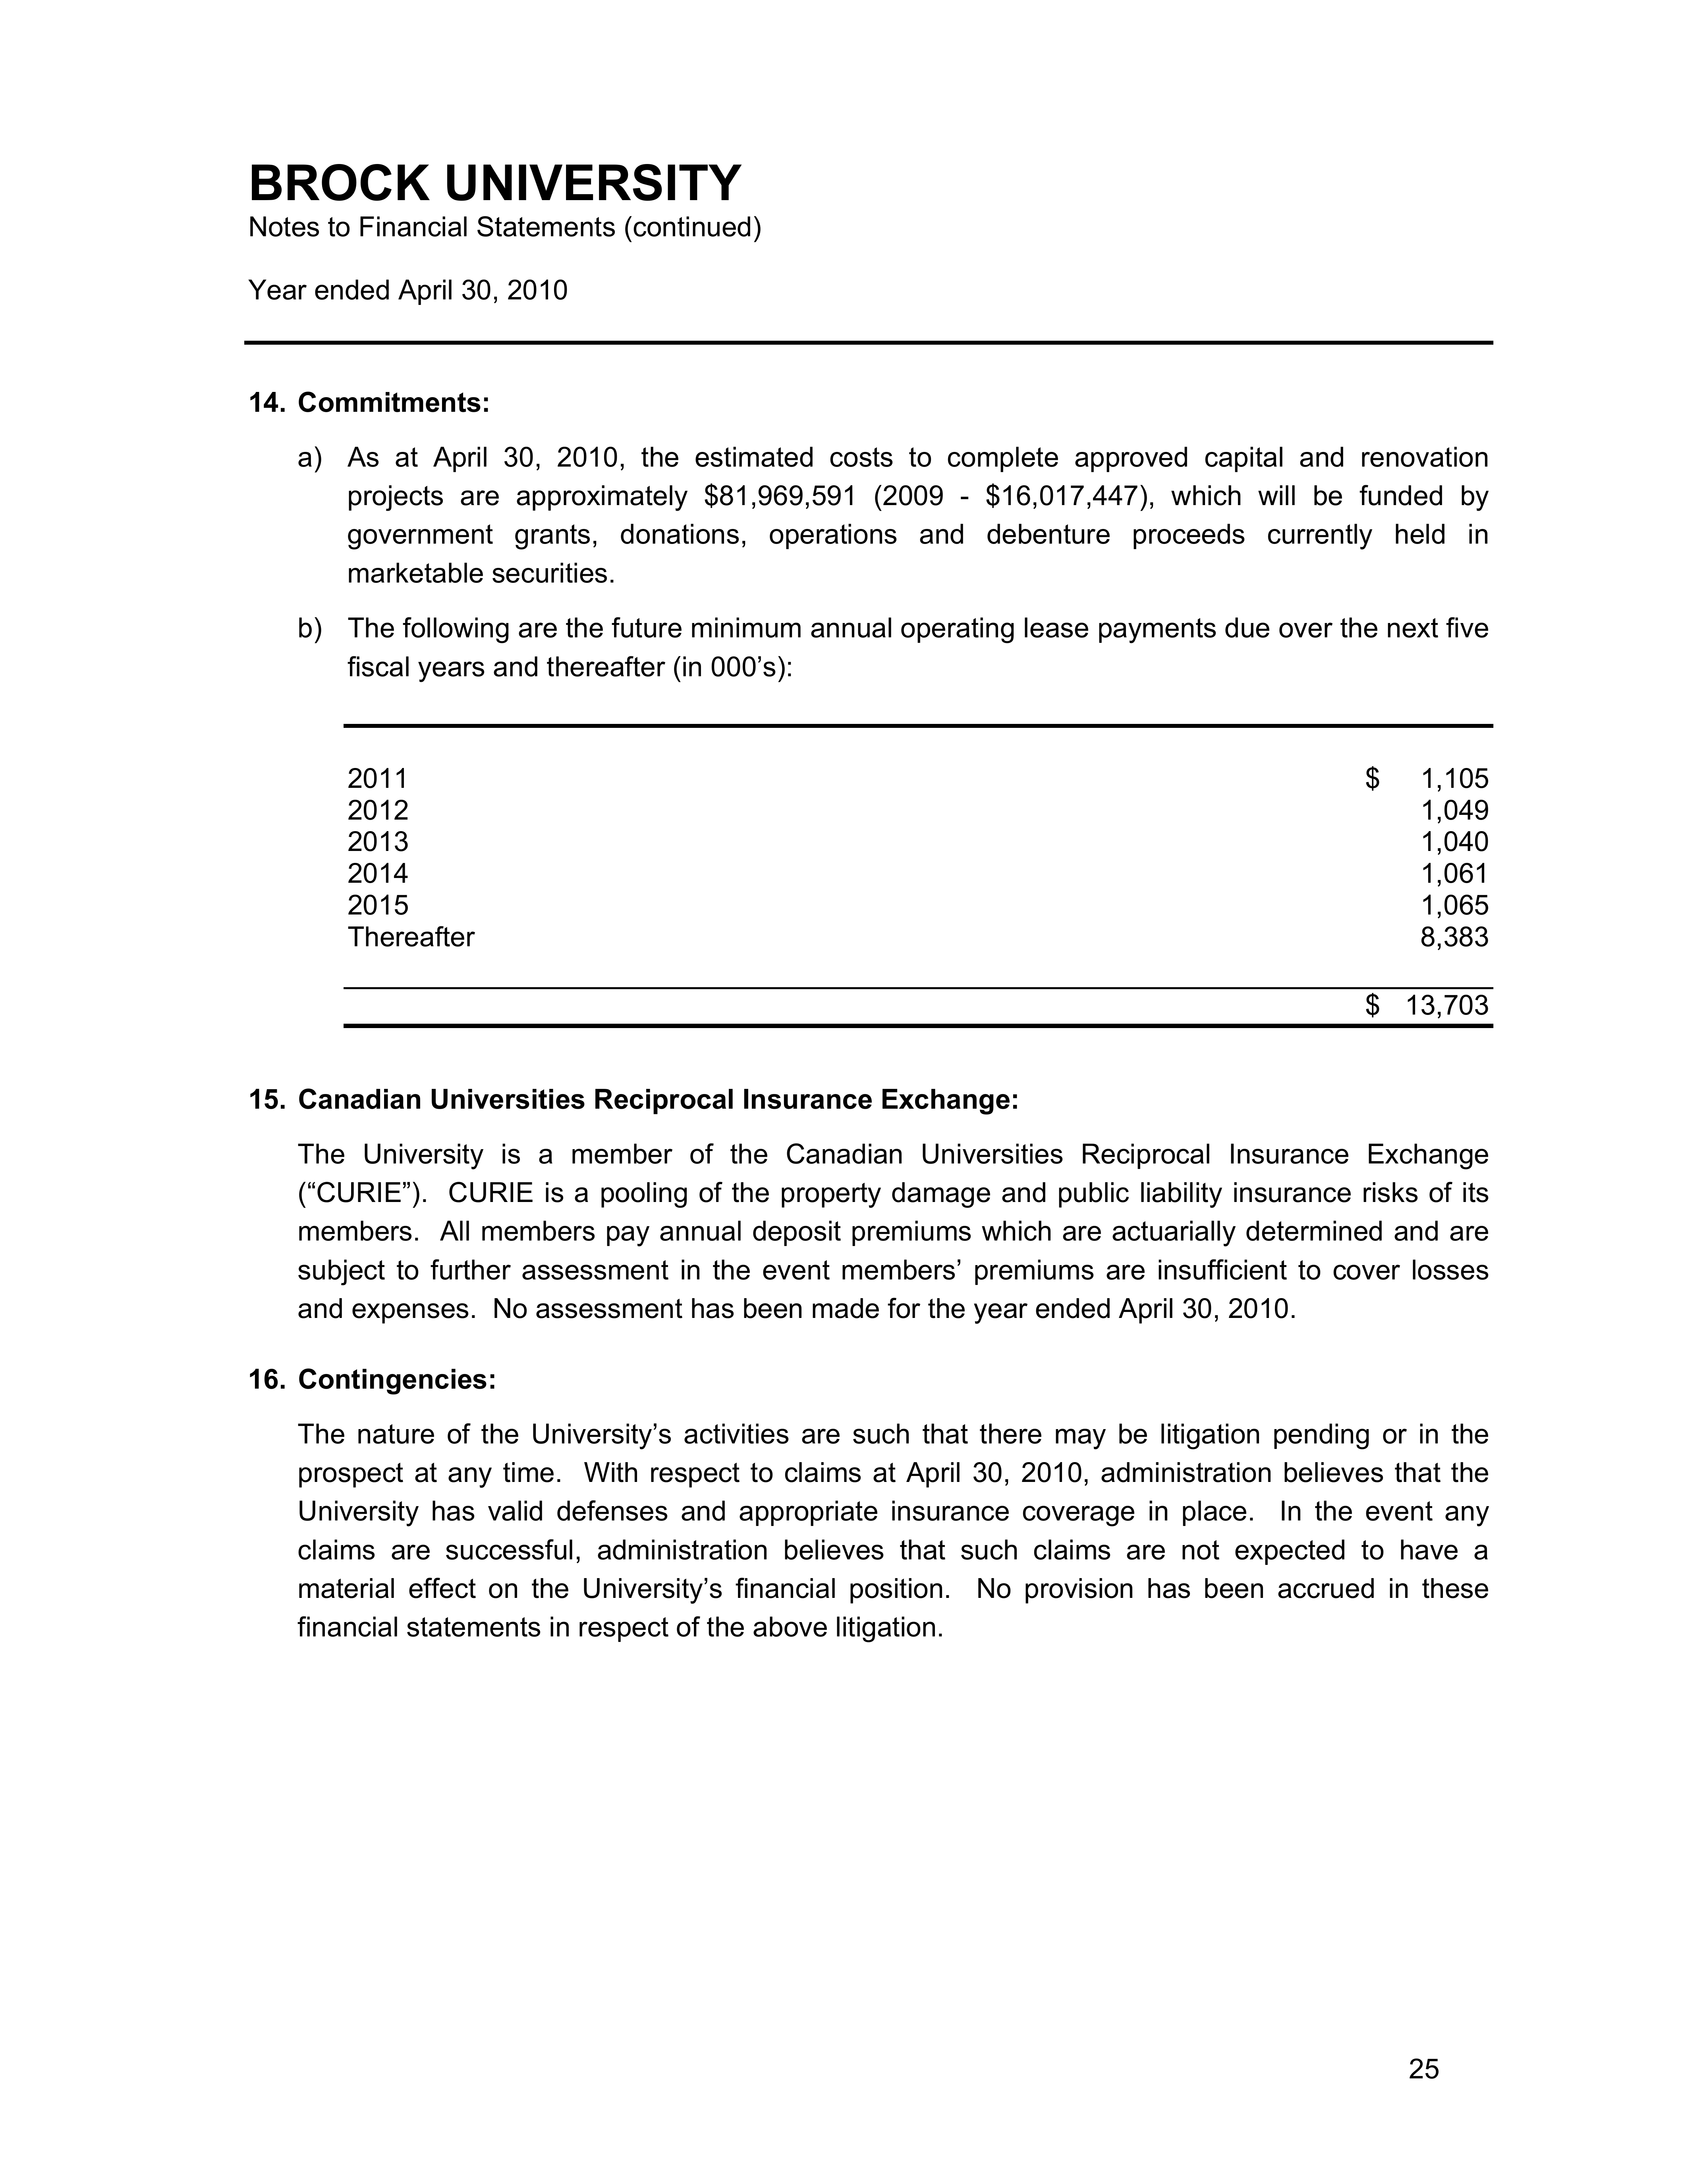 BROCK UNIVERSITY
Notes to Financial Statements (continued)
Year ended April 30, 2010
14. Commitments:
a) As at April 30, 2010, the estimated costs to complete approved capital and renovation
projects are approximately $81,969,591 (2009 - $16,017,447), which will be funded by
government grants, donations, operations and debenture proceeds currently held in
marketable securities.
b) The following are the future minimum annual operating lease payments due over the next five
fiscal years and thereafter (in 000’s):
2011 $ 1,105
2012 1,049
2013 1,040
2014 1,061
2015 1,065
Thereafter 8,383
$ 13,703
15. Canadian Universities Reciprocal Insurance Exchange:
The University is a member of the Canadian Universities Reciprocal Insurance Exchange
(“CURIE”). CURIE is a pooling of the property damage and public liability insurance risks of its
members. All members pay annual deposit premiums which are actuarially determined and are
subject to further assessment in the event members’ premiums are insufficient to cover losses
and expenses. No assessment has been made for the year ended April 30, 2010.
16. Contingencies:
The nature of the University’s activities are such that there may be litigation pending or in the
prospect at any time. With respect to claims at April 30, 2010, administration believes that the
University has valid defenses and appropriate insurance coverage in place. In the event any
claims are successful, administration believes that such claims are not expected to have a
material effect on the University’s financial position. No provision has been accrued in these
financial statements in respect of the above litigation.
25